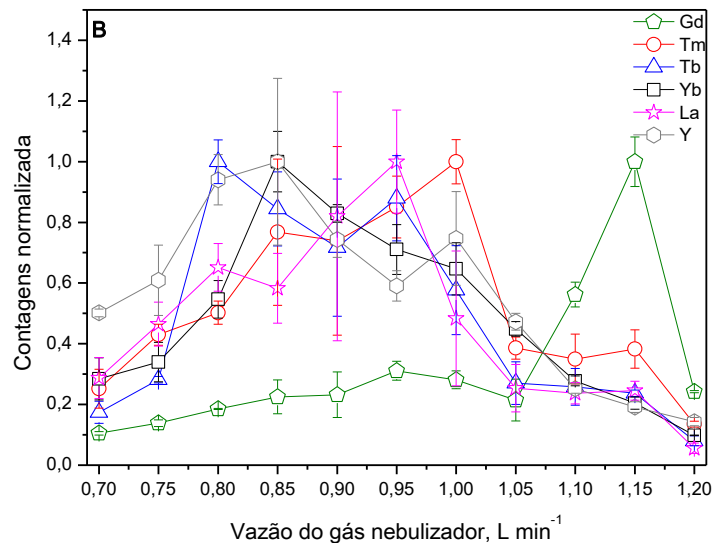 B
Gd
Tm
Tb
Yb
La
Y
Contagens normalizada
1,4
1,2
1,0
0,8
0,6
0,4
0,2
0,0
0,70 0,75 0,80 0,85 0,90 0,95 1,00 1,05 1,10 1,15 1,20
Vazão do gás nebulizador, L min⁻¹